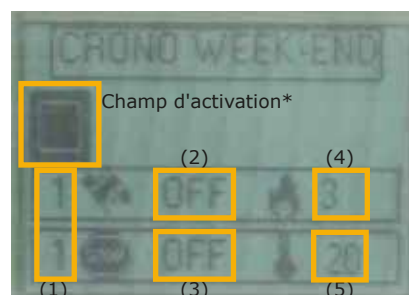 CRONO WEEK-END
Champ d'activation*
(2) (4)
1 OFF 3
1 OFF 20
(1) (3) (5)